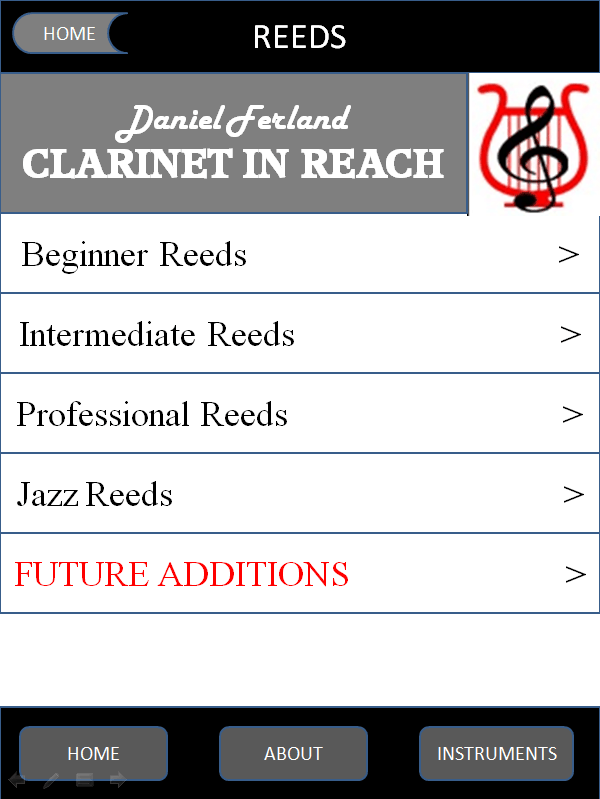 HOME
REEDS
Daniel Ferland
CLARINET IN REACH
Beginner Reeds >
Intermediate Reeds >
Professional Reeds >
Jazz Reeds >
FUTURE ADDITIONS >
HOME
ABOUT
INSTRUMENTS